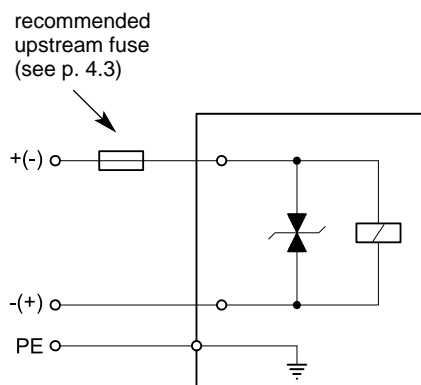 recommended
upstream fuse
(see p. 4.3)
+(-)
-(+)
PE